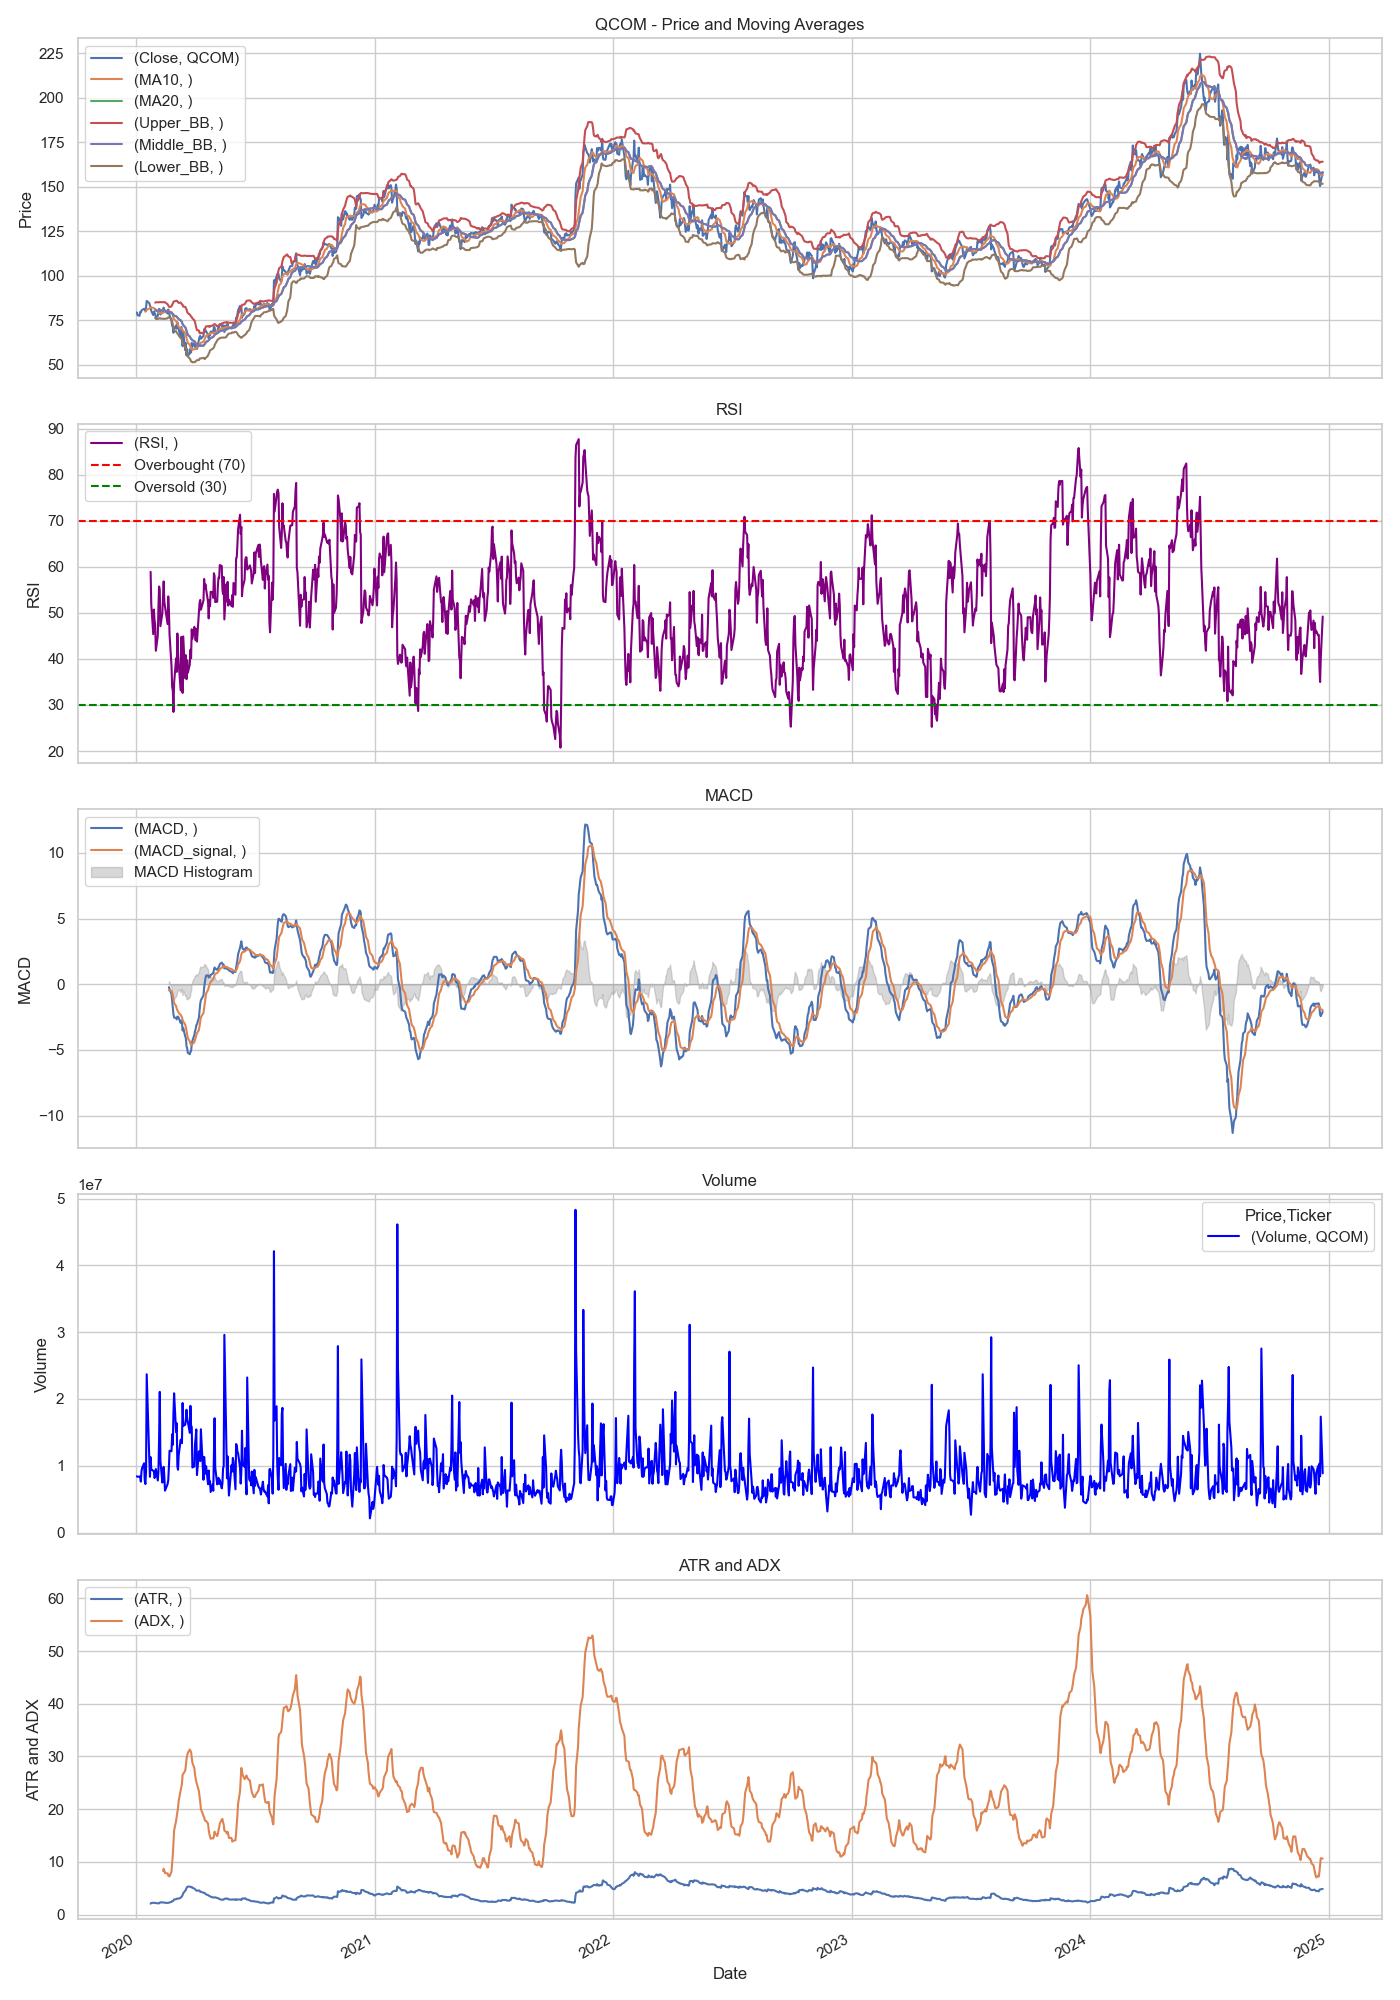 QCOM - Price and Moving Averages
225
200
175
150
125
100
75
50
Price
(Close, QCOM)
(MA10, )
(MA20, )
(Upper_BB, )
(Middle_BB, )
(Lower_BB, )
RSI
90
80
70
60
50
40
30
20
RSI
(RSI, )
Overbought (70)
Oversold (30)
MACD
10
5
0
−5
−10
MACD
(MACD, )
(MACD_signal, )
MACD Histogram
Volume
1e7
5
4
3
2
1
0
Volume
Price,Ticker
(Volume, QCOM)
ATR and ADX
60
50
40
30
20
10
0
ATR and ADX
(ATR, )
(ADX, )
2020
2021
2022
2023
2024
2025
Date